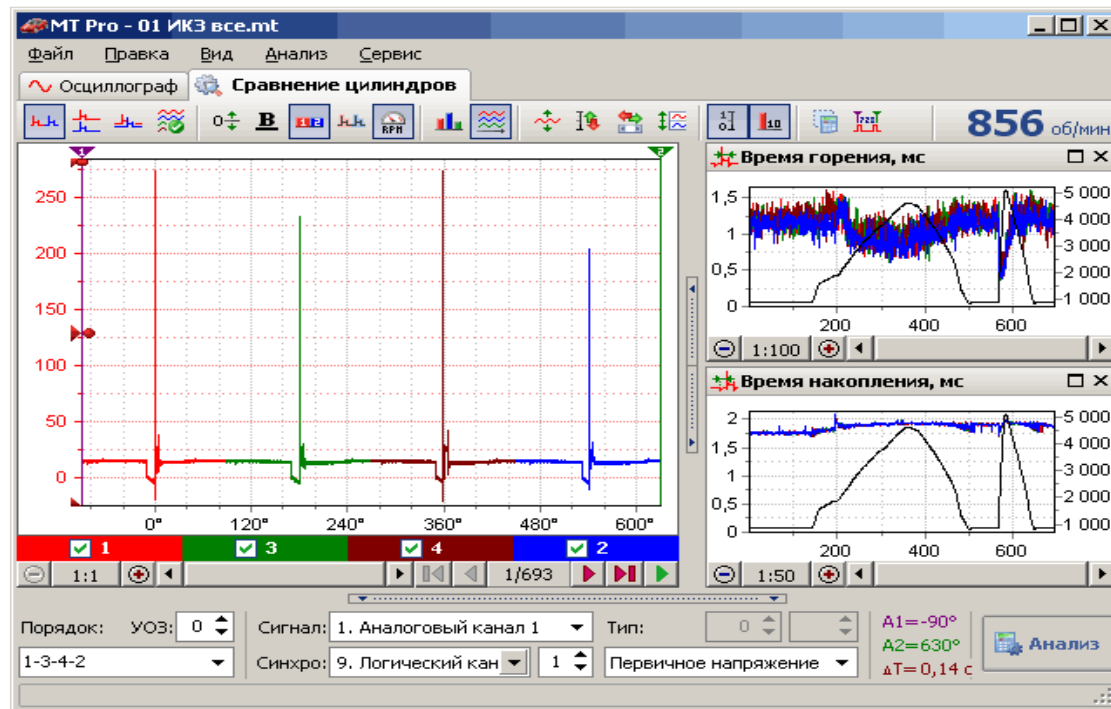 MT Pro - 01 ИКЗ все.mt
Файл Правка Вид Анализ Сервис
Осциллограф Сравнение цилиндров
B RPM 10 856 об/мин
1 2
250
200
150
100
50
0
0° 120° 240° 360° 480° 600°
1 3 4 2
1:1 1/693
Время горения, мс
1,5
1
0,5
0
5 000
4 000
3 000
2 000
1 000
200 400 600
1:100
Время накопления, мс
2
1,5
1
0,5
0
5 000
4 000
3 000
2 000
1 000
200 400 600
1:50
Порядок: УОЗ: 0 Сигнал: 1. Аналоговый канал 1 Тип: 0
1-3-4-2 Синхро: 9. Логический кан 1 Первичное напряжение
A1=-90°
A2=630°
ΔT=0,14 с
Анализ